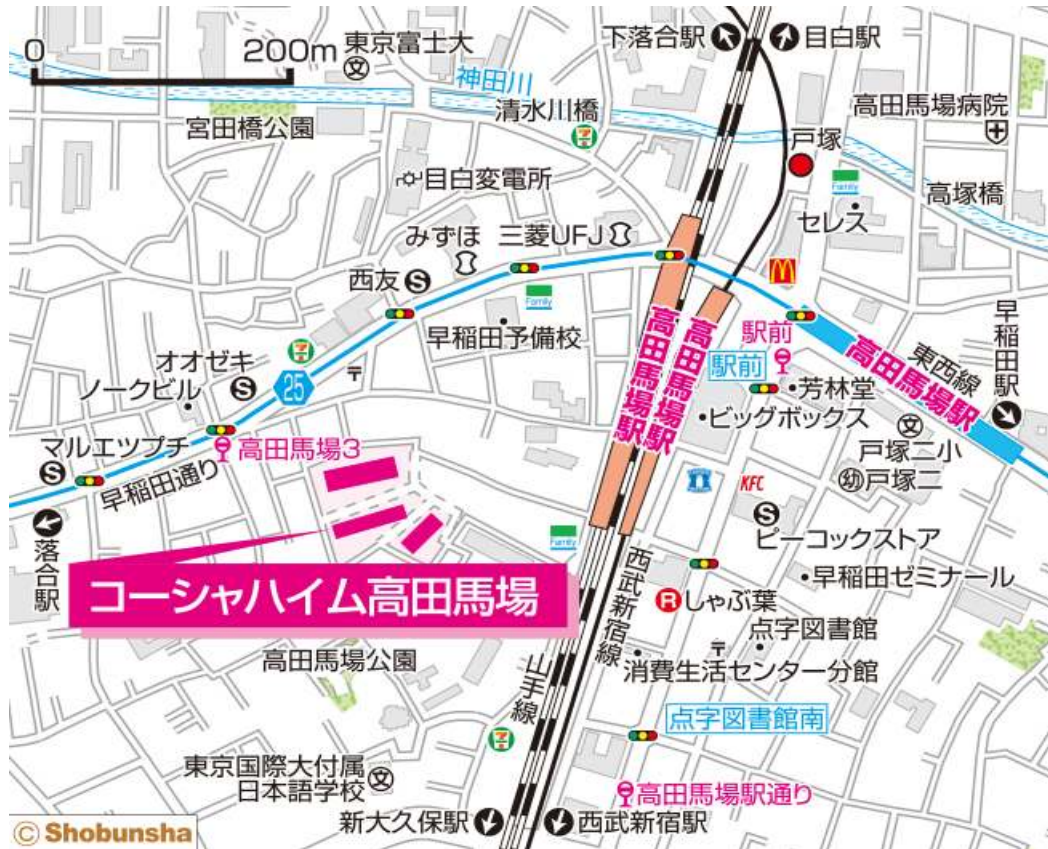 0
200m
東京富士大
文
下落合駅
目白駅
神田川
清水川橋
高田馬場病院
宮田橋公園
戸塚
目白変電所
Family
高塚橋
セレス
みずほ
三菱UFJ
西友
S
Family
早稲田予備校
高田馬場駅
高田馬場駅
駅前
駅前
高田馬場駅
東西線
早稲田駅
オオゼキ
S
ノークビル
25
〒
芳林堂
ビッグボックス
文
戸塚二小
幼
戸塚二
マルエツプチ
S
高田馬場3
早稲田通り
KFC
S
ピーコックストア
落合駅
Family
コーシャハイム高田馬場
西武新宿線
早稲田ゼミナール
R
しゃぶ葉
点字図書館
〒
消費生活センター分館
高田馬場公園
山手線
点字図書館南
7
東京国際大付属
日本語学校
文
高田馬場駅通り
新大久保駅
西武新宿駅
© Shobunsha